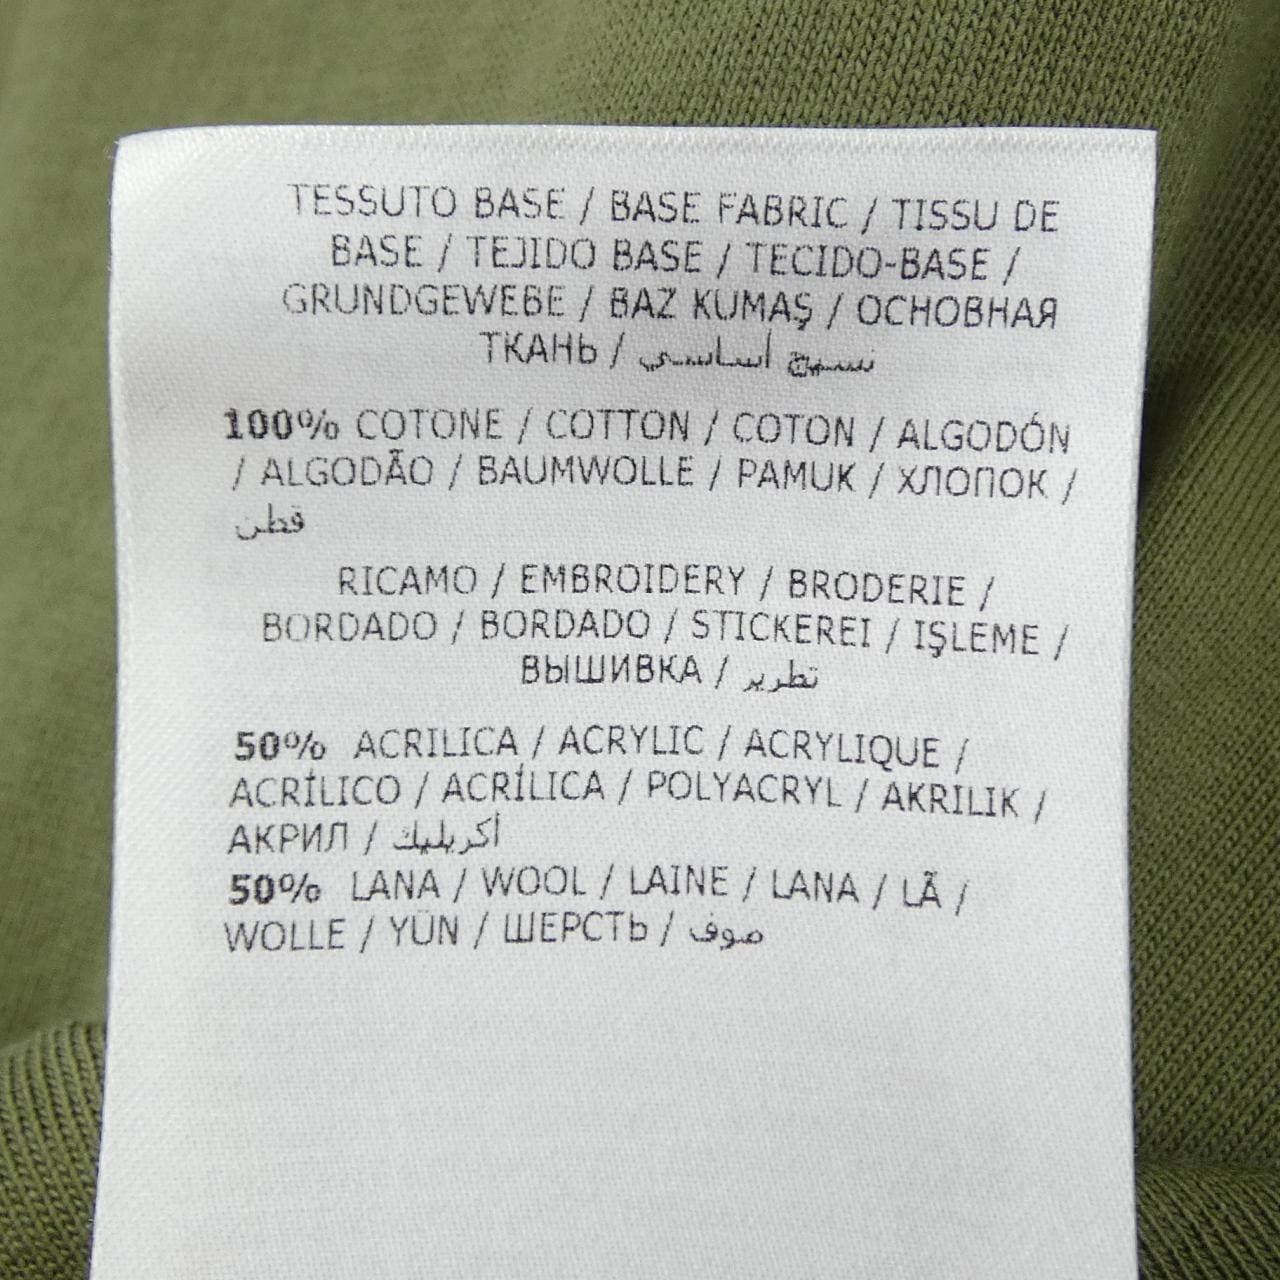 TESSUTO BASE / BASE FABRIC / TISSU DE
BASE / TEJIDO BASE / TECIDO-BASE /
GRUNDGEWEBE / BAZ KUMAŞ / ОСНОВНАЯ
ТКАНЬ / نسيج أساسي
100% COTONE / COTTON / COTON / ALGODÓN
/ ALGODÃO / BAUMWOLLE / PAMUK / ХЛОПОК /
قطن
RICAMO / EMBROIDERY / BRODERIE /
BORDADO / BORDADO / STICKEREI / IŞLEME /
ВЫШИВКА / تطريز
50% ACRILICA / ACRYLIC / ACRYLIQUE /
ACRÍLICO / ACRÍLICA / POLYACRYL / AKRILIK /
АКРИЛ / أكريليك
50% LANA / WOOL / LAINE / LANA / LÃ /
WOLLE / YÜN / ШЕРСТЬ / صوف